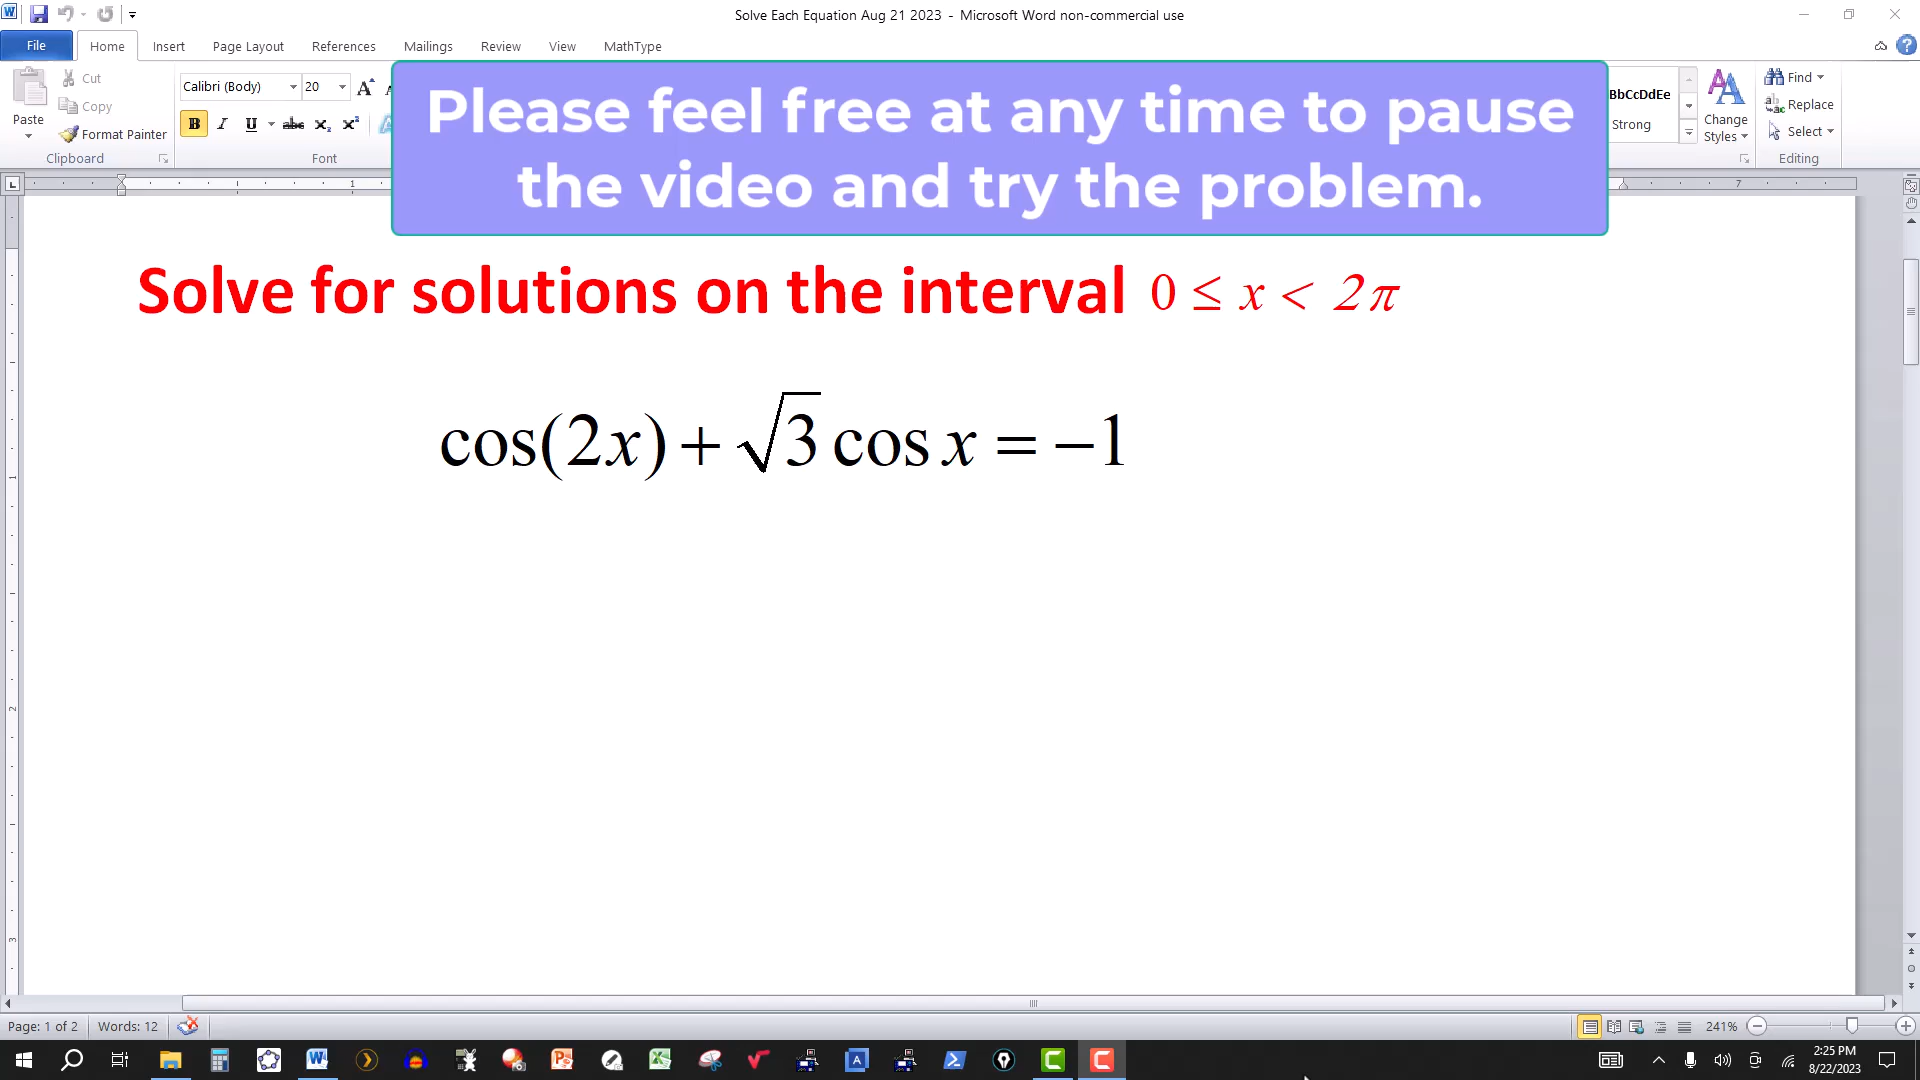 Solve Each Equation Aug 21 2023 - Microsoft Word non-commercial use
File Home Insert Page Layout References Mailings Review View MathType
Paste
Cut
Copy
Format Painter
Clipboard
Calibri (Body) 20
B I U abc x₂ x²
Font
AaBbCcDdEe
Strong
Change
Styles
Find
Replace
Select
Editing
Please feel free at any time to pause
the video and try the problem.
Solve for solutions on the interval 0 ≤ x < 2π
cos(2x) + √3 cos x = −1
Page: 1 of 2 Words: 12 241%
2:25 PM
8/22/2023